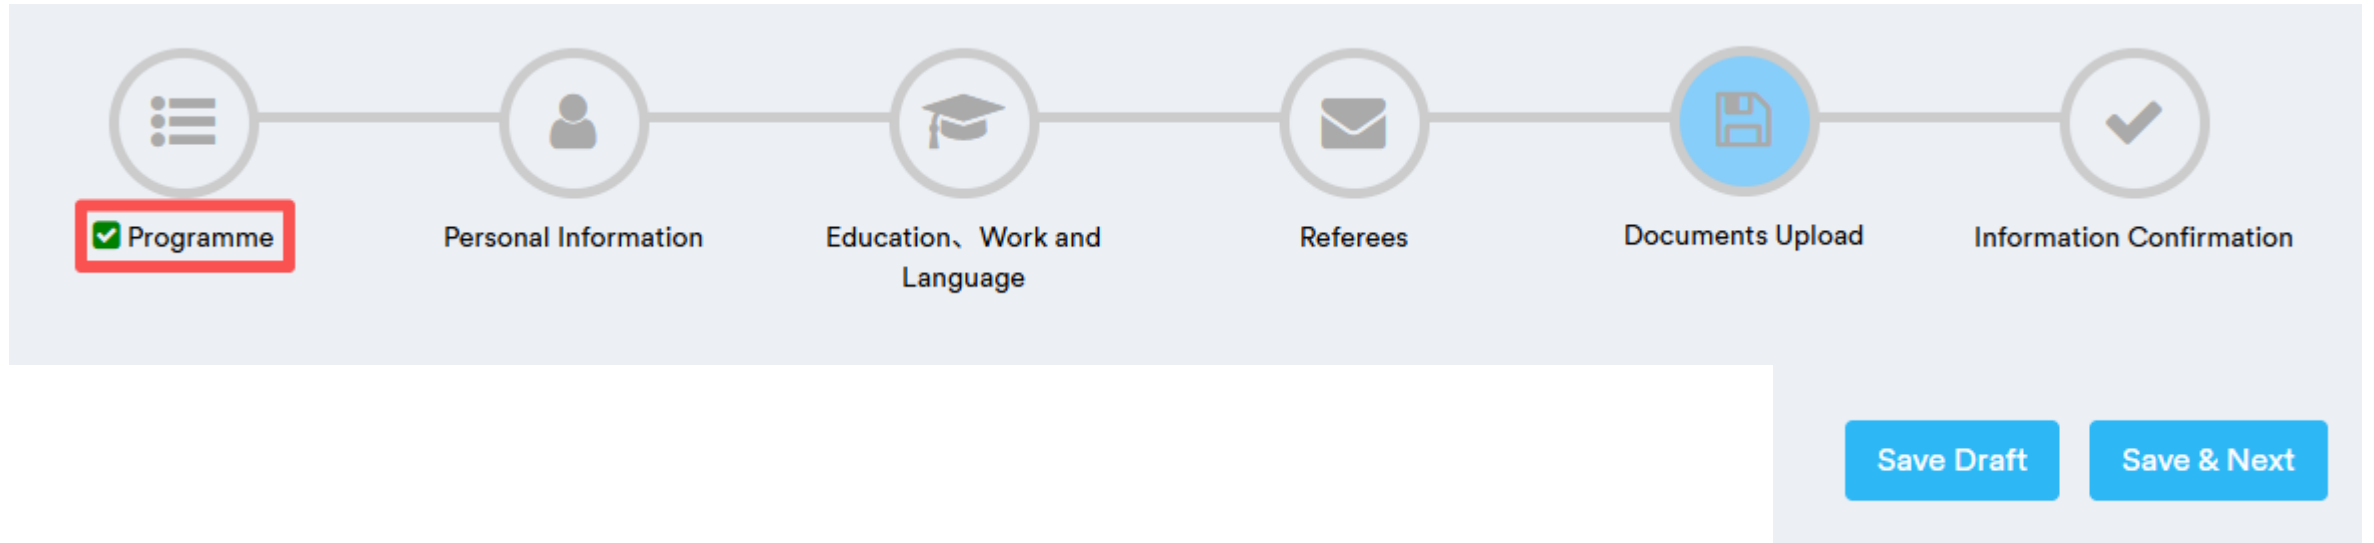 Programme
Personal Information
Education、Work and
Language
Referees
Documents Upload
Information Confirmation
Save Draft
Save & Next